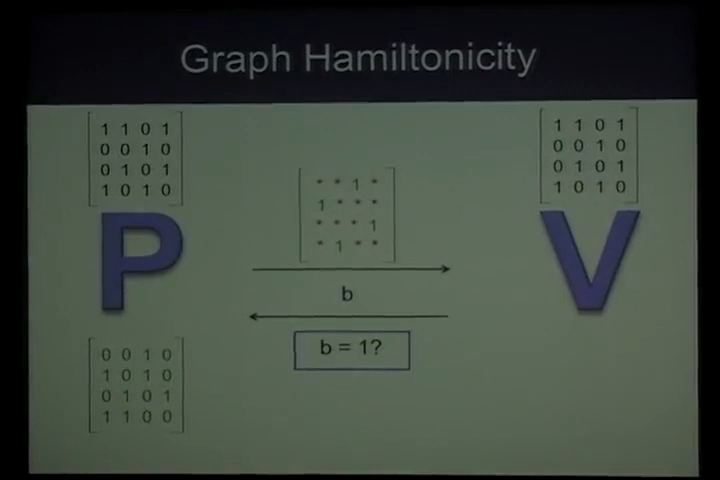 Graph Hamiltonicity
1 1 0 1
0 0 1 0
0 1 0 1
1 0 1 0
P
0 0 1 0
1 0 1 0
0 1 0 1
1 1 0 0
* * 1 *
1 * * *
* * * 1
* 1 * *
b
b = 1?
1 1 0 1
0 0 1 0
0 1 0 1
1 0 1 0
V